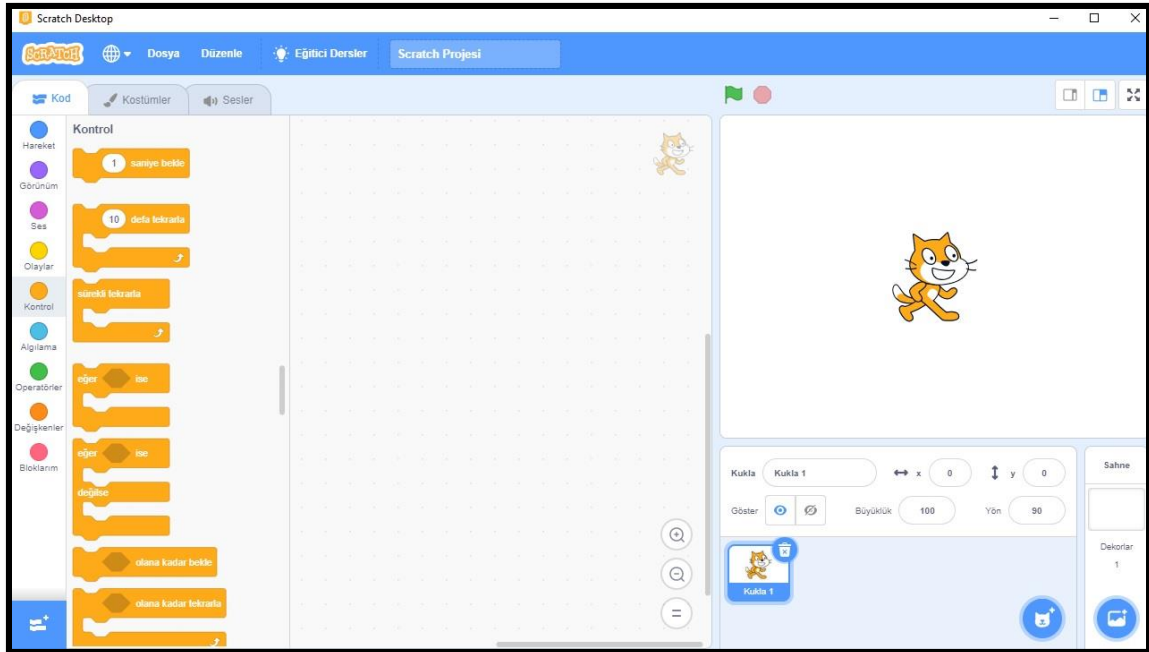 Scratch Desktop
SCRATCH Dosya Düzenle Eğitici Dersler Scratch Projesi
Kod Kostümler Sesler
Hareket
Görünüm
Ses
Olaylar
Kontrol
Algılama
Operatörler
Değişkenler
Bloklarım
Kontrol
1 saniye bekle
10 defa tekrarla
sürekli tekrarla
eğer ise
eğer ise
değilse
olana kadar bekle
olana kadar tekrarla
Kukla Kukla 1 x 0 y 0
Göster Büyüklük 100 Yön 90
Kukla 1
Sahne
Dekorlar
1